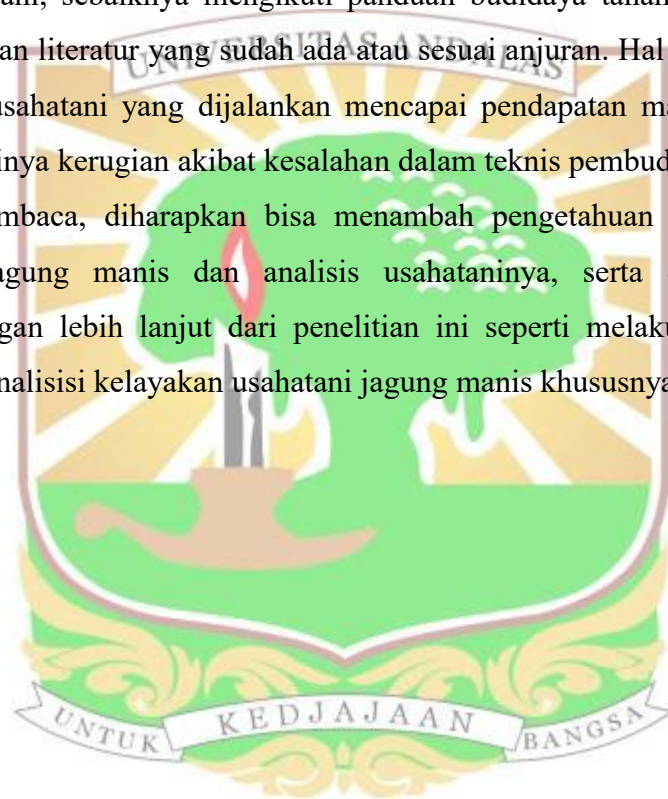 sebaiknya mengikuti panduan budidaya
an literatur yang sudah ada atau sesuai anjuran. Hal
UNIVERSITAS ANDALAS
usahatani yang dijalankan mencapai pendapatan ma
inya kerugian akibat kesalahan dalam teknis pembud
mbaca, diharapkan bisa menambah pengetahuan
agung manis dan analisis usahataninya, serta
gan lebih lanjut dari penelitian ini seperti melaku
nalisisi kelayakan usahatani jagung manis khususnya
UNTUK KEDJAJAAN BANGSA